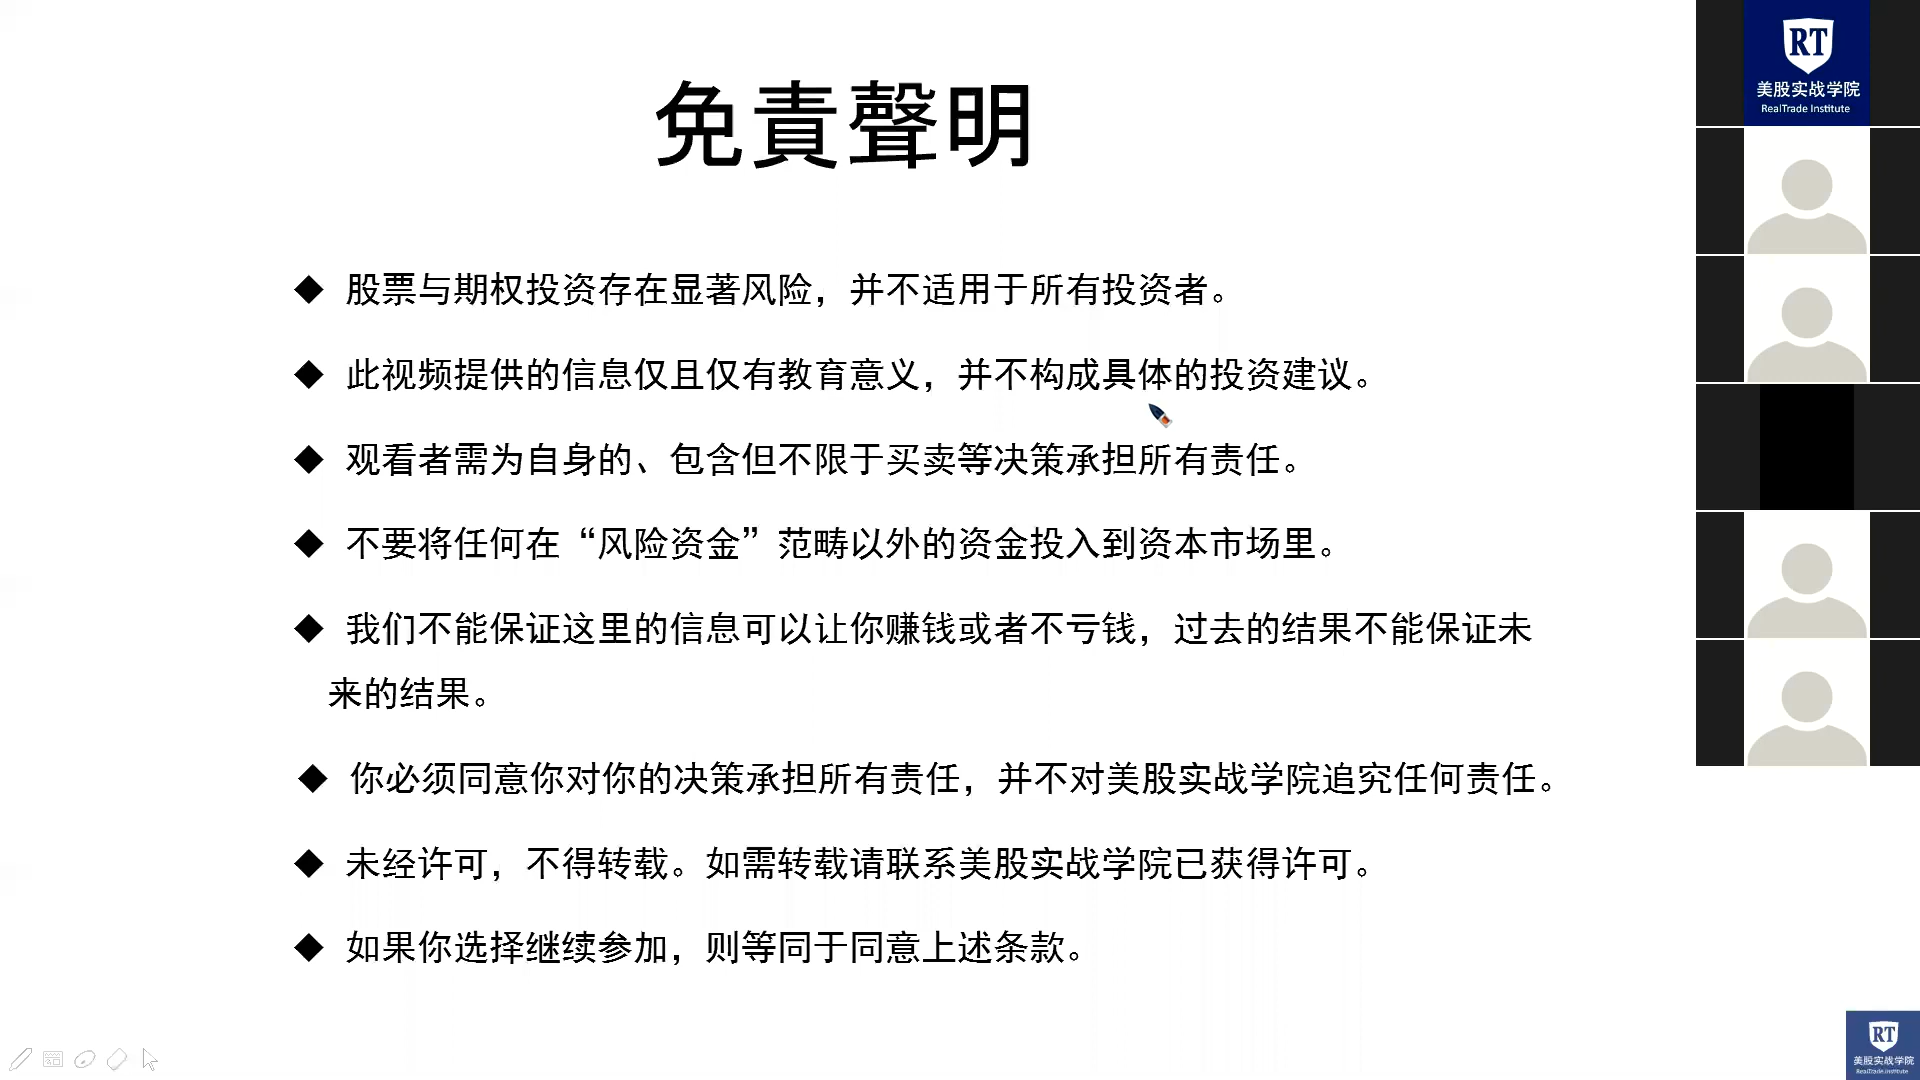 免責聲明
◆ 股票与期权投资存在显著风险，并不适用于所有投资者。
◆ 此视频提供的信息仅且仅有教育意义，并不构成具体的投资建议。
◆ 观看者需为自身的、包含但不限于买卖等决策承担所有责任。
◆ 不要将任何在“风险资金”范畴以外的资金投入到资本市场里。
◆ 我们不能保证这里的信息可以让你赚钱或者不亏钱，过去的结果不能保证未
来的结果。
◆ 你必须同意你对你的决策承担所有责任，并不对美股实战学院追究任何责任。
◆ 未经许可，不得转载。如需转载请联系美股实战学院已获得许可。
◆ 如果你选择继续参加，则等同于同意上述条款。
RT
美股实战学院
RealTrade Institute
RT
美股实战学院
RealTrade Institute